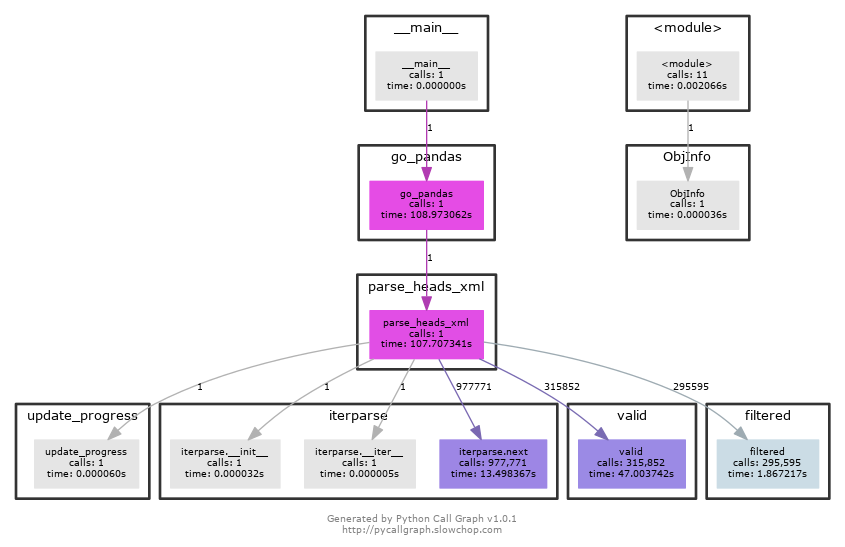 __main__
__main__
calls: 1
time: 0.000000s
<module>
<module>
calls: 11
time: 0.002066s
1
1
go_pandas
go_pandas
calls: 1
time: 108.973062s
ObjInfo
ObjInfo
calls: 1
time: 0.000036s
1
parse_heads_xml
parse_heads_xml
calls: 1
time: 107.707341s
1
1
1
977771
315852
295595
update_progress
update_progress
calls: 1
time: 0.000060s
iterparse
iterparse.__init__
calls: 1
time: 0.000032s
iterparse.__iter__
calls: 1
time: 0.000005s
iterparse.next
calls: 977,771
time: 13.498367s
valid
valid
calls: 315,852
time: 47.003742s
filtered
filtered
calls: 295,595
time: 1.867217s
Generated by Python Call Graph v1.0.1
http://pycallgraph.slowchop.com